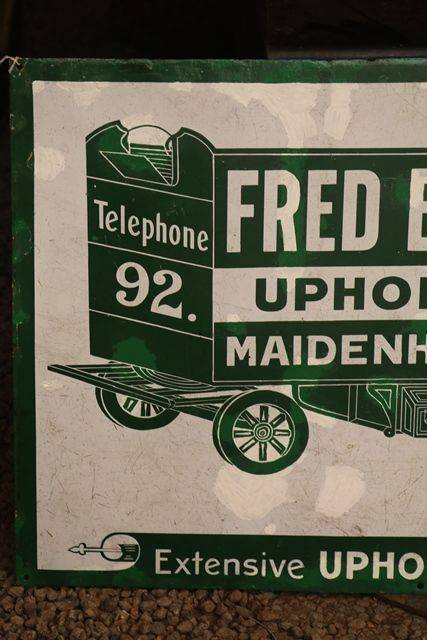 Telephone
92.
FRED
UPHO
MAIDENH
Extensive UPHO